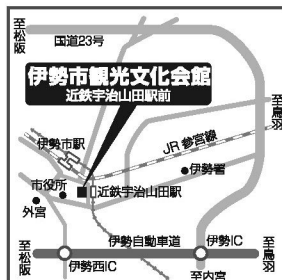 至松阪
国道23号
伊勢市観光文化会館
近鉄宇治山田駅前
至鳥羽
JR 参宮線
伊勢市駅
伊勢署
市役所
近鉄宇治山田駅
外宮
至松阪
伊勢自動車道
至鳥羽
伊勢西IC
伊勢IC
至内宮